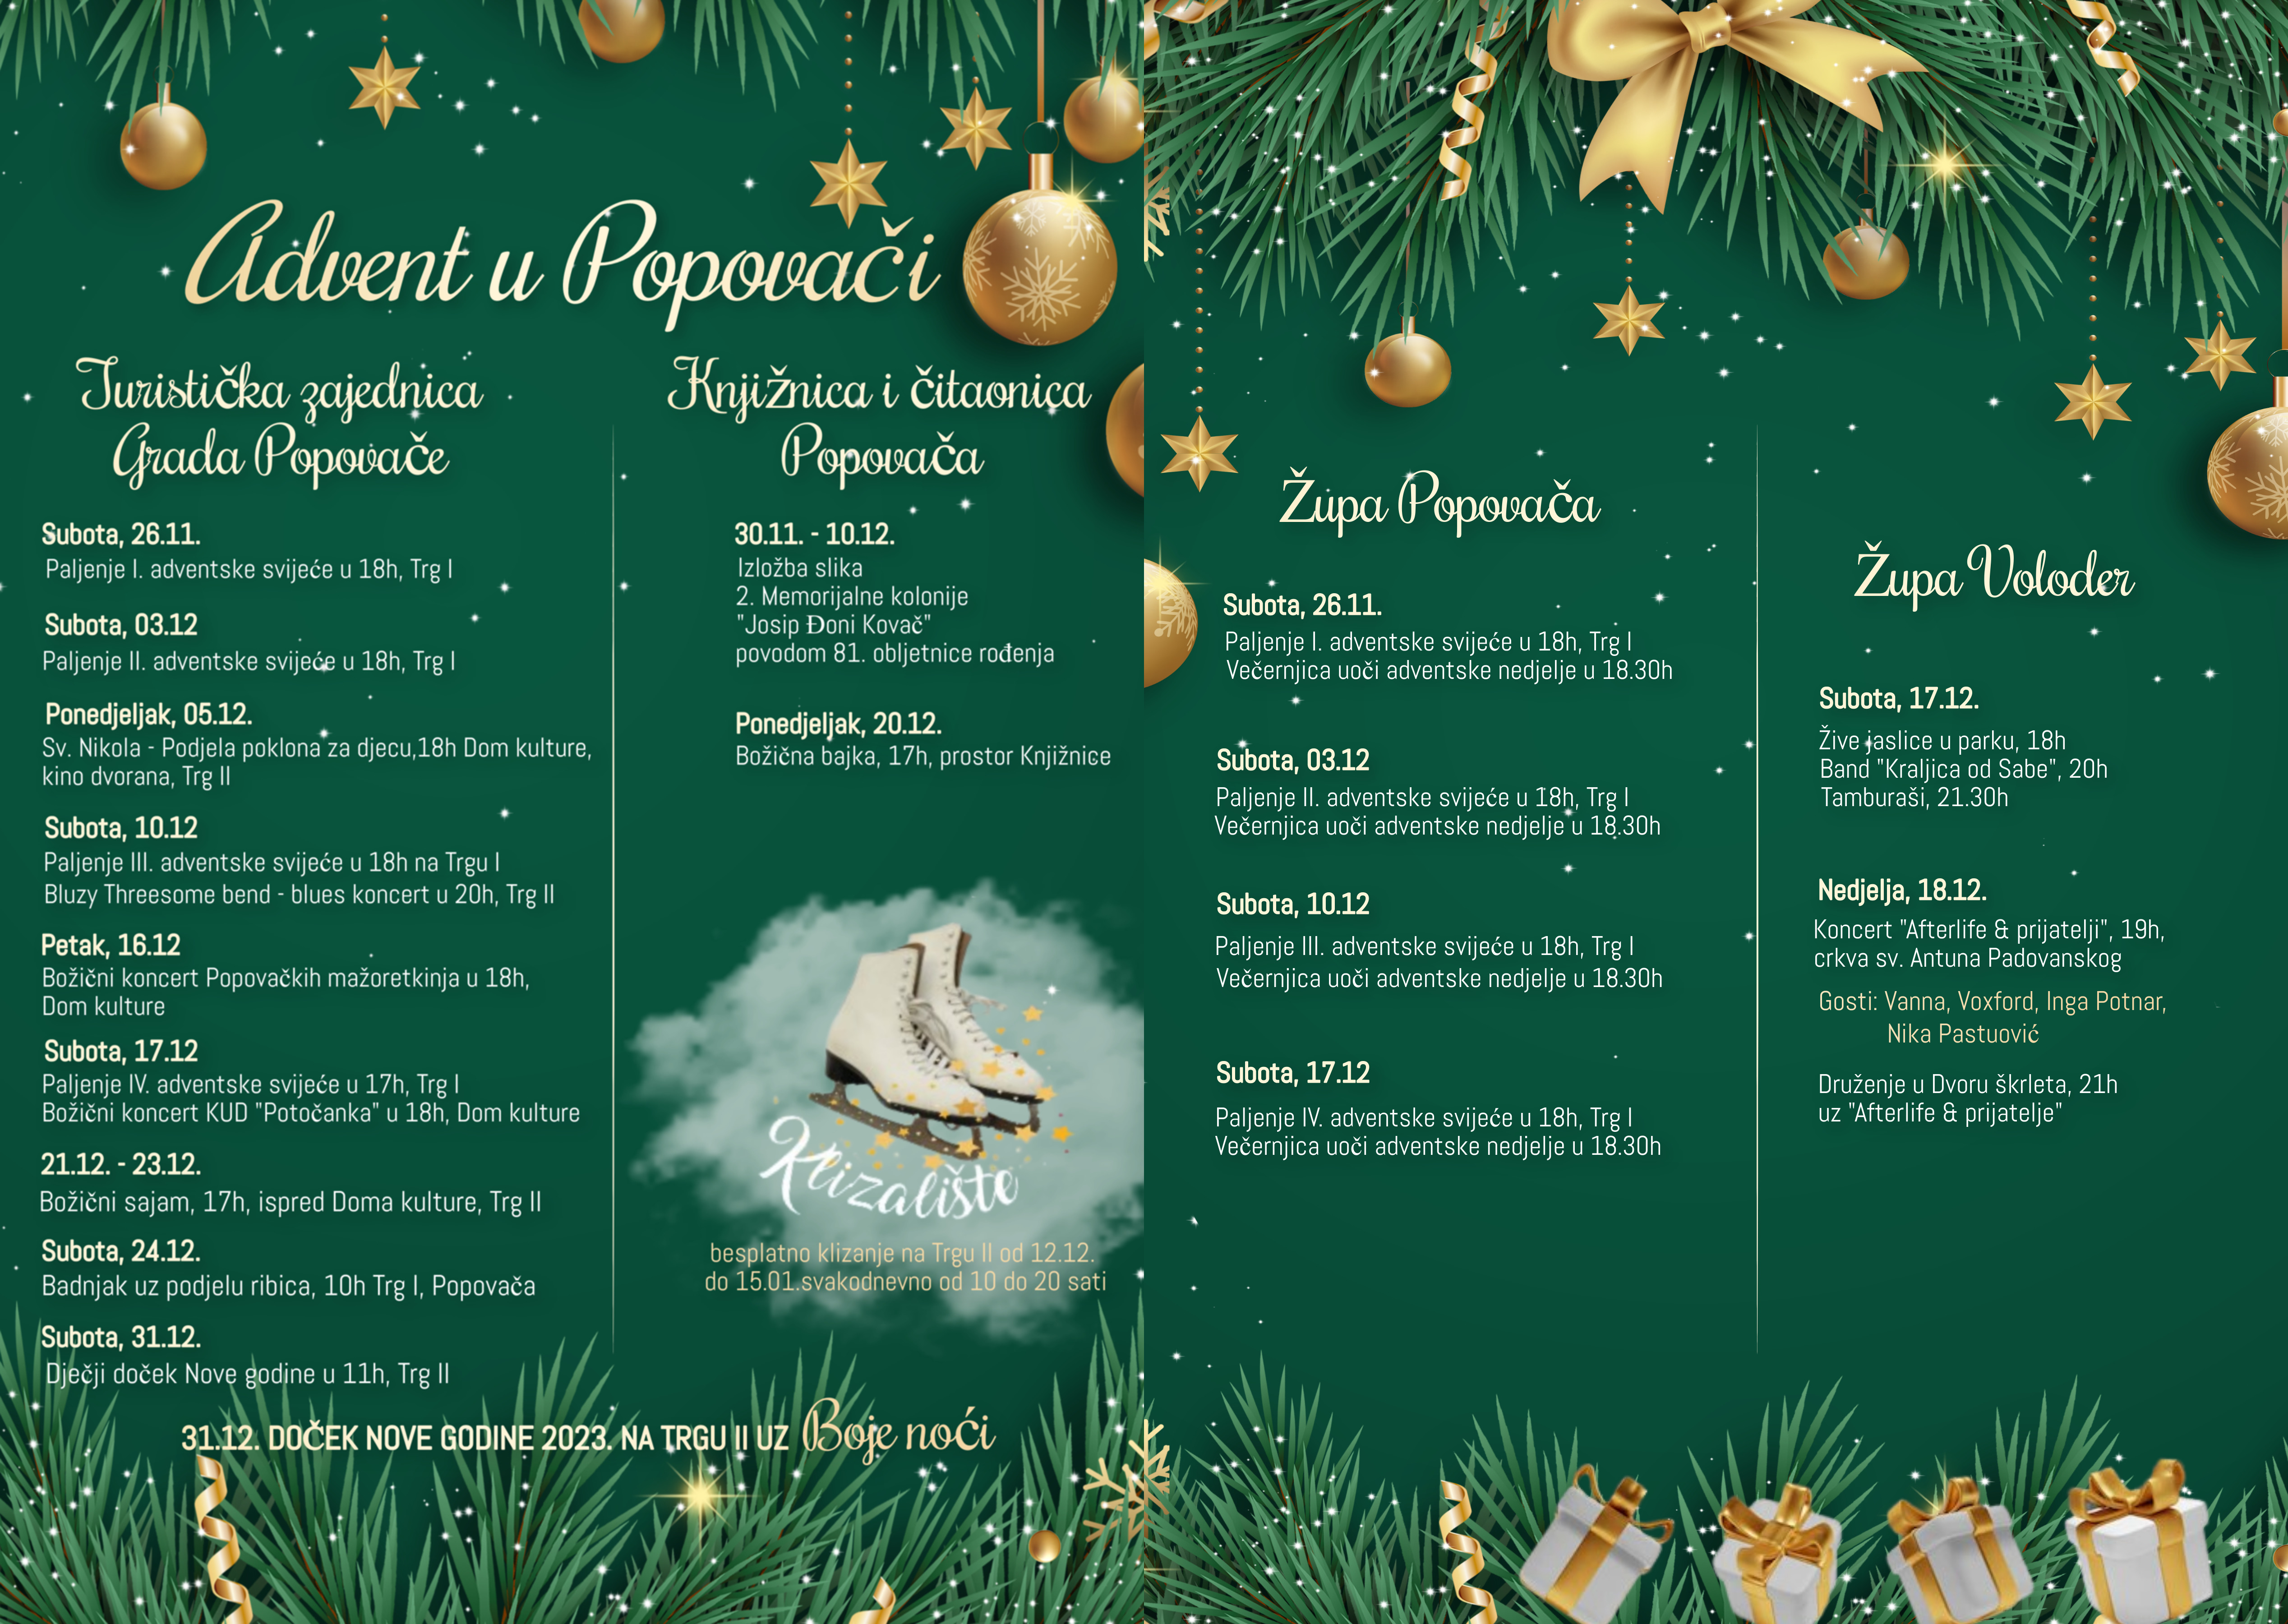 Advent u Popovači
Turistička zajednica
Grada Popovače
Subota, 26.11.
Paljenje I. adventske svijeće u 18h, Trg I
Subota, 03.12
Paljenje II. adventske svijeće u 18h, Trg I
Ponedjeljak, 05.12.
Sv. Nikola - Podjela poklona za djecu,18h Dom kulture,
kino dvorana, Trg II
Subota, 10.12
Paljenje III. adventske svijeće u 18h na Trgu I
Bluzy Threesome bend - blues koncert u 20h, Trg II
Petak, 16.12
Božični koncert Popovačkih mažoretkinja u 18h,
Dom kulture
Subota, 17.12
Paljenje IV. adventske svijeće u 17h, Trg I
Božični koncert KUD "Potočanka" u 18h, Dom kulture
21.12. - 23.12.
Božični sajam, 17h, ispred Doma kulture, Trg II
Subota, 24.12.
Badnjak uz podjelu ribica, 10h Trg I, Popovača
Subota, 31.12.
Dječji doček Nove godine u 11h, Trg II
Knjižnica i čitaonica
Popovača
30.11. - 10.12.
Izložba slika
2. Memorijalne kolonije
"Josip Đoni Kovač"
povodom 81. obljetnice rođenja
Ponedjeljak, 20.12.
Božična bajka, 17h, prostor Knjižnice
Klizalište
besplatno klizanje na Trgu II od 12.12.
do 15.01.svakodnevno od 10 do 20 sati
31.12. DOČEK NOVE GODINE 2023. NA TRGU II UZ Boje noći
Župa Popovača
Subota, 26.11.
Paljenje I. adventske svijeće u 18h, Trg I
Večernjica uoči adventske nedjelje u 18.30h
Subota, 03.12
Paljenje II. adventske svijeće u 18h, Trg I
Večernjica uoči adventske nedjelje u 18.30h
Subota, 10.12
Paljenje III. adventske svijeće u 18h, Trg I
Večernjica uoči adventske nedjelje u 18.30h
Subota, 17.12
Paljenje IV. adventske svijeće u 18h, Trg I
Večernjica uoči adventske nedjelje u 18.30h
Župa Voloder
Subota, 17.12.
Žive jaslice u parku, 18h
Band "Kraljica od Sabe", 20h
Tamburaši, 21.30h
Nedjelja, 18.12.
Koncert "Afterlife & prijatelji", 19h,
crkva sv. Antuna Padovanskog
Gosti: Vanna, Voxford, Inga Potnar,
Nika Pastuović
Druženje u Dvoru škrleta, 21h
uz "Afterlife & prijatelje"